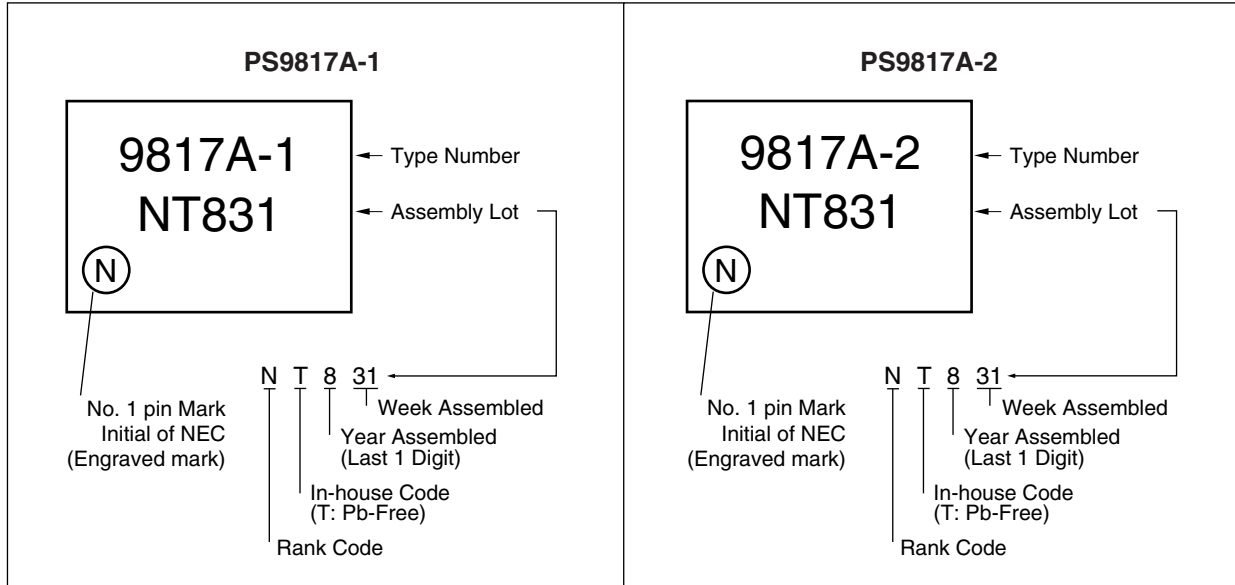 PS9817A-1
9817A-1
NT831
N
Type Number
Assembly Lot
No. 1 pin Mark
Initial of NEC
(Engraved mark)
N T 8 31
Week Assembled
Year Assembled
(Last 1 Digit)
In-house Code
(T: Pb-Free)
Rank Code
PS9817A-2
9817A-2
NT831
N
Type Number
Assembly Lot
No. 1 pin Mark
Initial of NEC
(Engraved mark)
N T 8 31
Week Assembled
Year Assembled
(Last 1 Digit)
In-house Code
(T: Pb-Free)
Rank Code